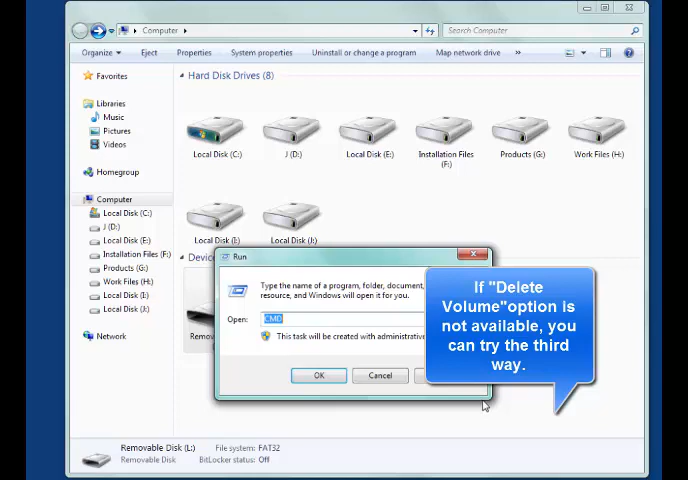 Computer
Search Computer
Organize
Eject
Properties
System properties
Uninstall or change a program
Map network drive
»
Favorites
Libraries
Music
Pictures
Videos
Homegroup
Computer
Local Disk (C:)
J (D:)
Local Disk (E:)
Installation Files (F:)
Products (G:)
Work Files (H:)
Local Disk (I:)
Local Disk (J:)
Network
Hard Disk Drives (8)
Local Disk (C:)
J (D:)
Local Disk (E:)
Installation Files
(F:)
Products (G:)
Work Files (H:)
Local Disk (I:)
Local Disk (J:)
Run
Type the name of a program, folder, document,
resource, and Windows will open it for you.
Open:
CMD
This task will be created with administrative
OK
Cancel
If "Delete
Volume"option is
not available, you
can try the third
way.
Removable Disk (L:)
File system: FAT32
Removable Disk
BitLocker status: Off